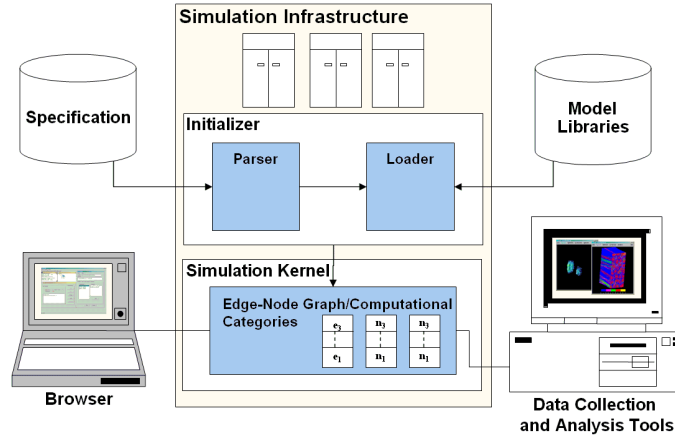 Simulation Infrastructure
Specification
Model
Libraries
Initializer
Parser
Loader
Simulation Kernel
Edge-Node Graph/Computational
Categories
e3 n3 n3
e1 n1 n1
Browser
Data Collection
and Analysis Tools